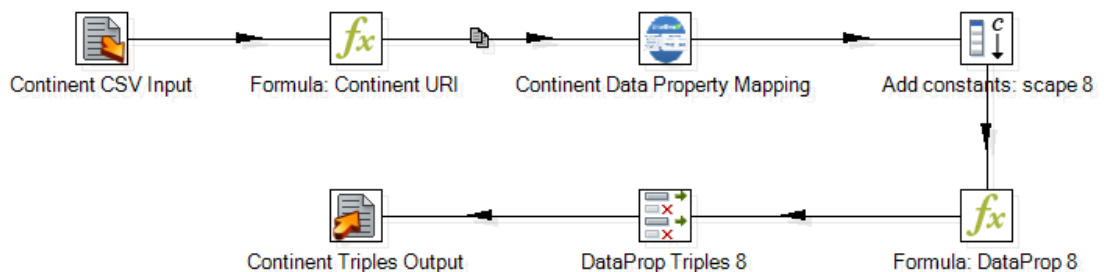 Continent CSV Input
Formula: Continent URI
Continent Data Property Mapping
Add constants: scape 8
Continent Triples Output
DataProp Triples 8
Formula: DataProp 8